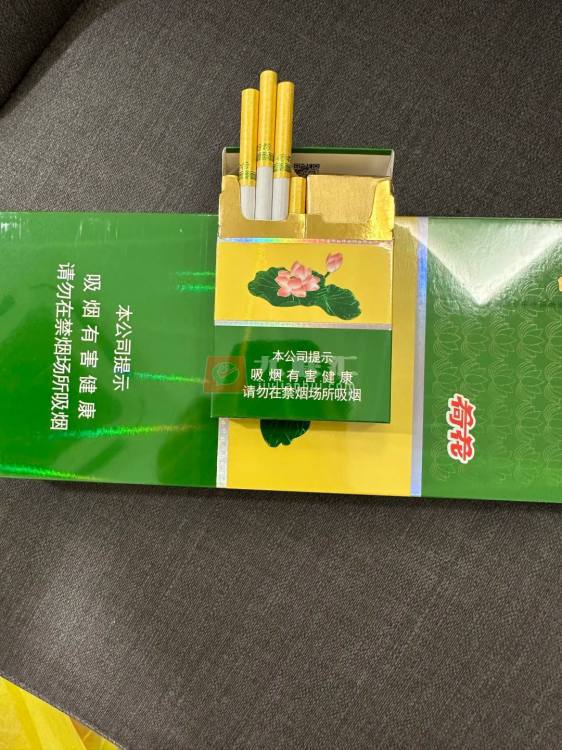 本公司提示
吸烟有害健康
请勿在禁烟场所吸烟
本公司提示
吸烟有害健康
请勿在禁烟场所吸烟
荷花